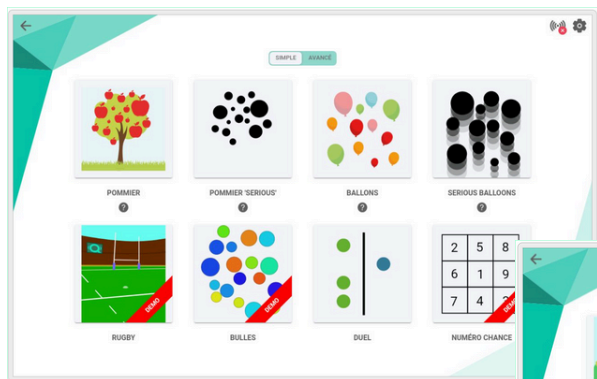 SIMPLE AVANCÉ
POMMIER POMMIER 'SERIOUS' BALLONS SERIOUS BALLOONS
? ? ? ?
DEMO DEMO DEMO
2 5 8
6 1 9
7 4
RUGBY BULLES DUEL NUMÉRO CHANCE